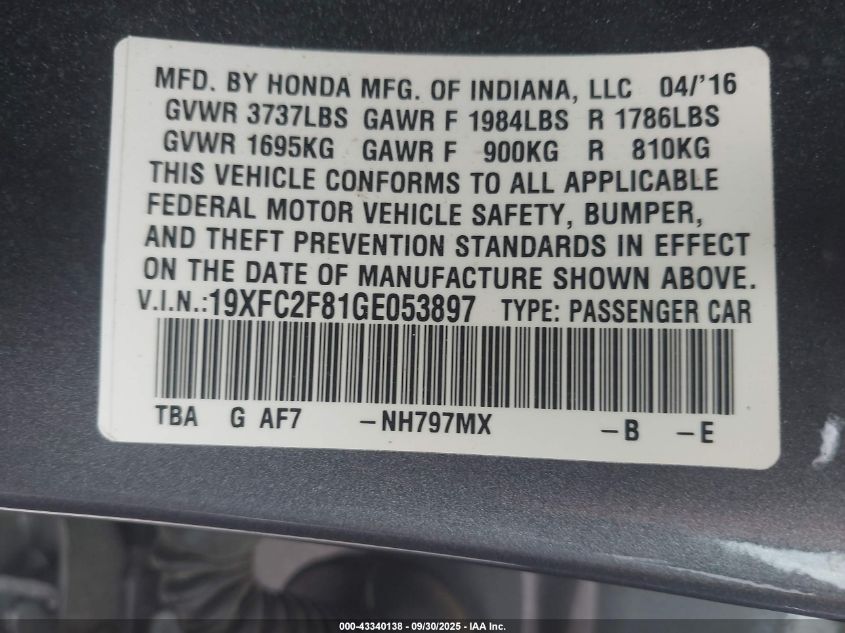 MFD. BY HONDA MFG. OF INDIANA, LLC 04/'16
GVWR 3737LBS GAWR F 1984LBS R 1786LBS
GVWR 1695KG GAWR F 900KG R 810KG
THIS VEHICLE CONFORMS TO ALL APPLICABLE
FEDERAL MOTOR VEHICLE SAFETY, BUMPER,
AND THEFT PREVENTION STANDARDS IN EFFECT
ON THE DATE OF MANUFACTURE SHOWN ABOVE.
V.I.N.:19XFC2F81GE053897 TYPE: PASSENGER CAR
TBA G AF7 -NH797MX -B -E
000-43340138 - 09/30/2025 - IAA Inc.